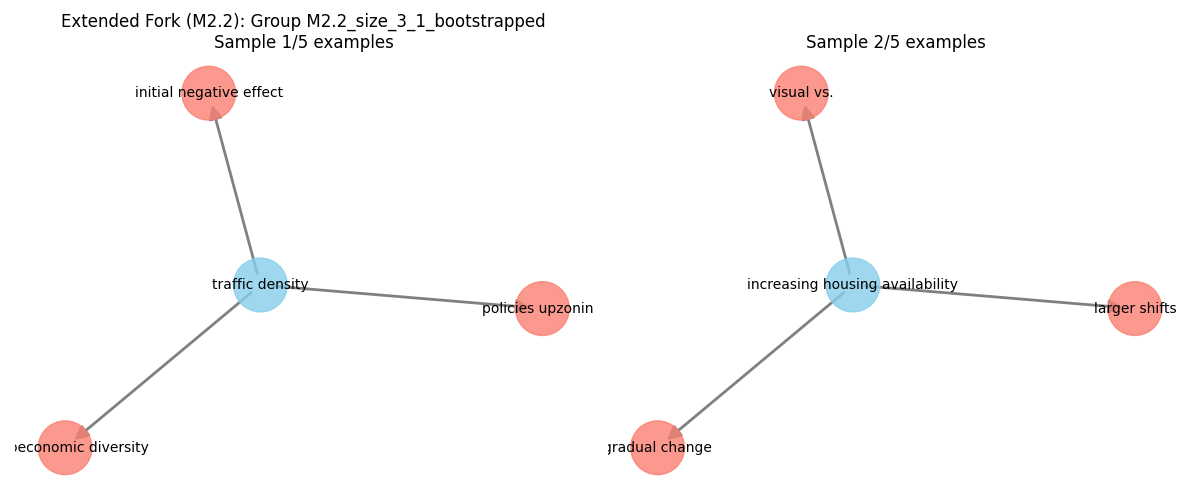 Extended Fork (M2.2): Group M2.2_size_3_1_bootstrapped
Sample 1/5 examples
Sample 2/5 examples
initial negative effect
visual vs.
traffic density
increasing housing availability
policies upzonin
larger shifts
economic diversity
gradual change